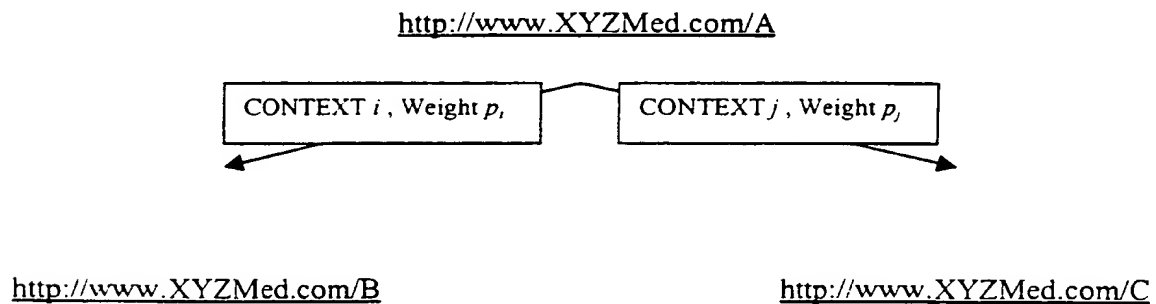 http://www.XYZMed.com/A
CONTEXT i , Weight pᵢ
CONTEXT j , Weight pⱼ
http://www.XYZMed.com/B
http://www.XYZMed.com/C